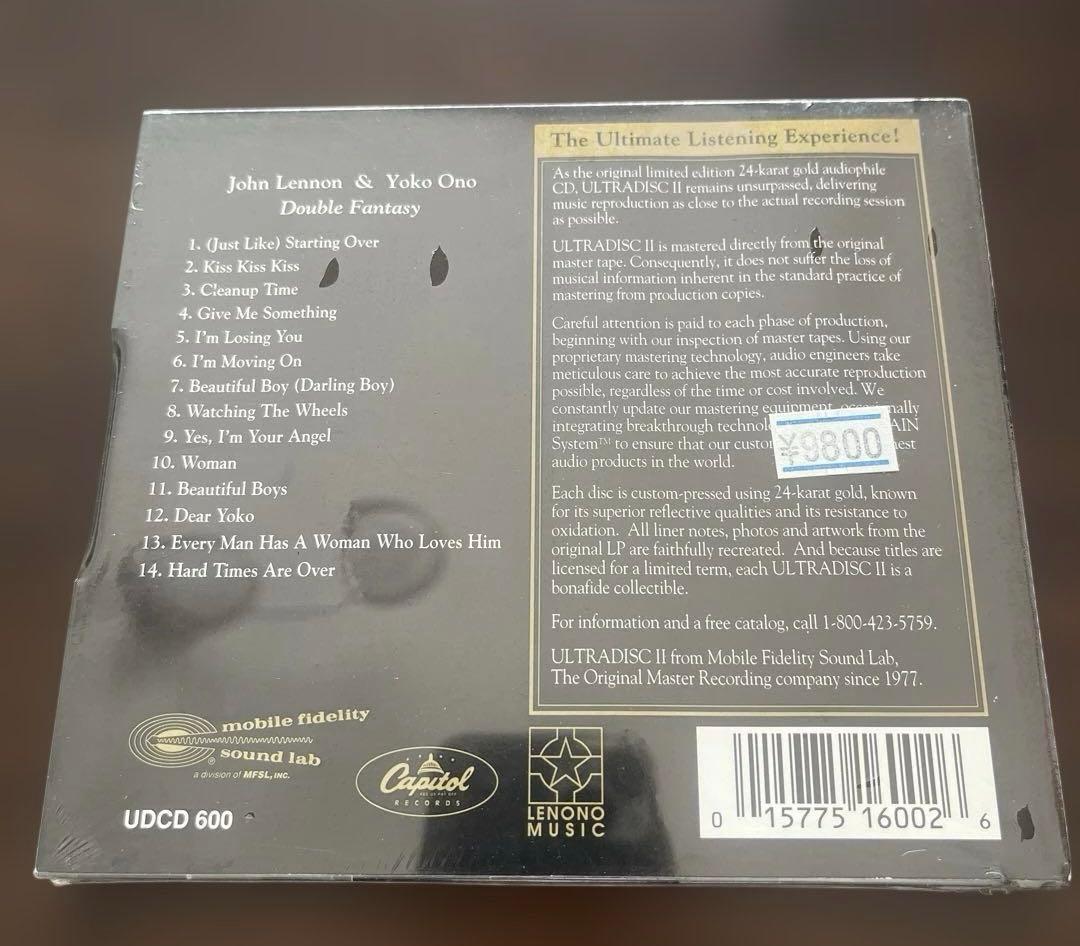 John Lennon & Yoko Ono
Double Fantasy
1. (Just Like) Starting Over
2. Kiss Kiss Kiss
3. Cleanup Time
4. Give Me Something
5. I'm Losing You
6. I'm Moving On
7. Beautiful Boy (Darling Boy)
8. Watching The Wheels
9. Yes, I'm Your Angel
10. Woman
11. Beautiful Boys
12. Dear Yoko
13. Every Man Has A Woman Who Loves Him
14. Hard Times Are Over
The Ultimate Listening Experience!
As the original limited edition 24-karat gold audiophile
CD, ULTRADISC II remains unsurpassed, delivering
music reproduction as close to the actual recording session
as possible.
ULTRADISC II is mastered directly from the original
master tape. Consequently, it does not suffer the loss of
musical information inherent in the standard practice of
mastering from production copies.
Careful attention is paid to each phase of production,
beginning with our inspection of master tapes. Using our
proprietary mastering technology, audio engineers take
meticulous care to achieve the most accurate reproduction
possible, regardless of the time or cost involved. We
constantly update our mastering equipment,
integrating breakthrough
System™ to ensure that our
audio products in the world.
¥9800
Each disc is custom-pressed using 24-karat gold, known
for its superior reflective qualities and its resistance to
oxidation. All liner notes, photos and artwork from the
original LP are faithfully recreated. And because titles are
licensed for a limited term, each ULTRADISC II is a
bonafide collectible.
For information and a free catalog, call 1-800-423-5759.
ULTRADISC II from Mobile Fidelity Sound Lab,
The Original Master Recording company since 1977.
mobile fidelity
sound lab
®
a division of MFSL, INC.
UDCD 600
Capitol
RECORDS
LENONO
MUSIC
0 15775 16002 6